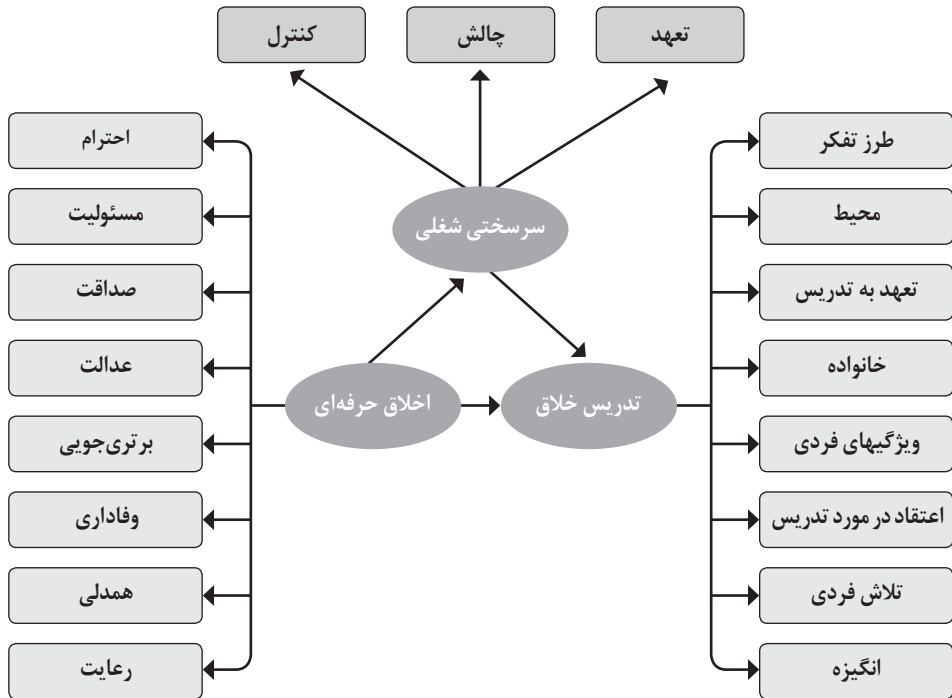 تعهد
چالش
کنترل
طرز تفکر
محیط
تعهد به تدریس
خانواده
ویژگیهای فردی
اعتقاد در مورد تدریس
تلاش فردی
انگیزه
سرسختی شغلی
تدریس خلاق
اخلاق حرفه‌ای
احترام
مسئولیت
صداقت
عدالت
برتری‌جویی
وفاداری
همدلی
رعایت